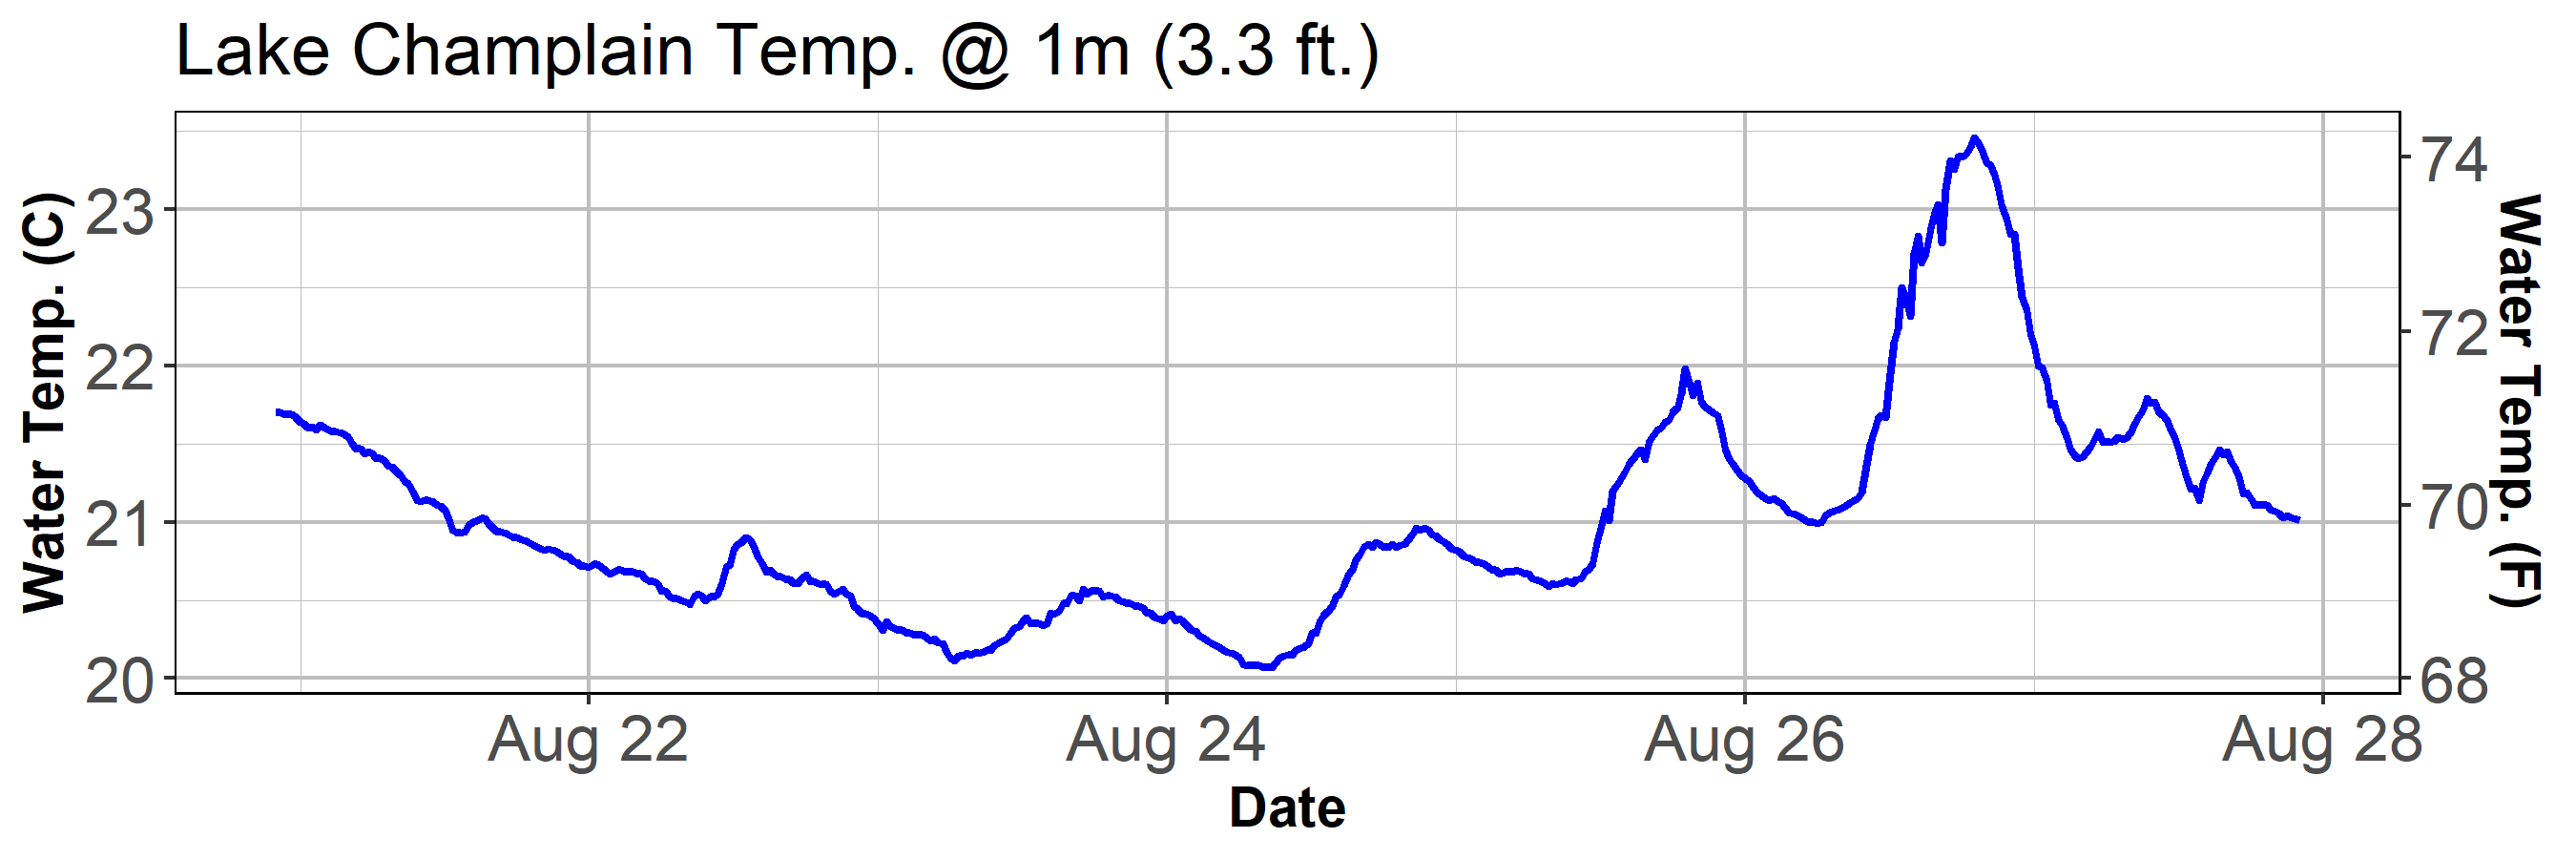 Lake Champlain Temp. @ 1m (3.3 ft.)
Water Temp. (C)
23
22
21
20
74
72
70
68
Water Temp. (F)
Aug 22
Aug 24
Aug 26
Aug 28
Date